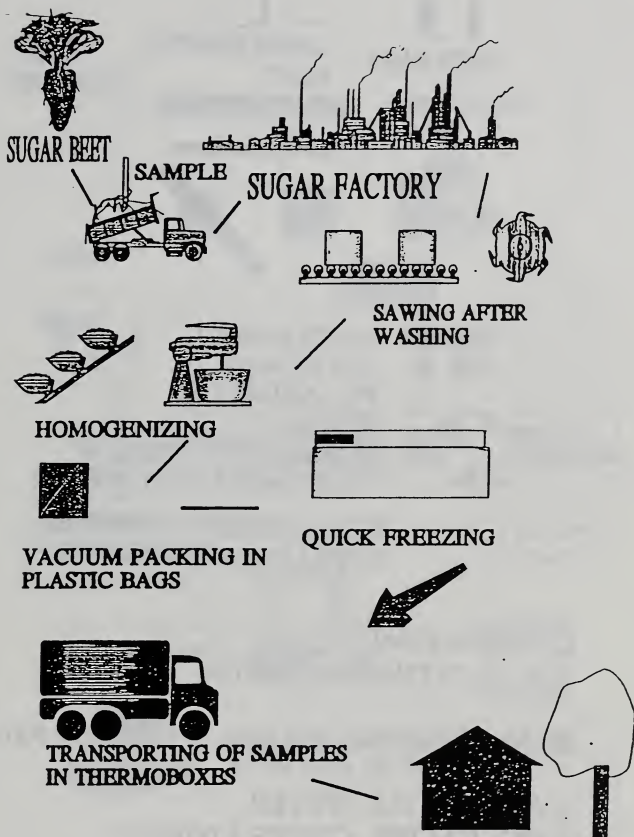 SUGAR BEET
SAMPLE
SUGAR FACTORY
SAWING AFTER
WASHING
HOMOGENIZING
VACUUM PACKING IN
PLASTIC BAGS
QUICK FREEZING
TRANSPORTING OF SAMPLES
IN THERMOBOXES